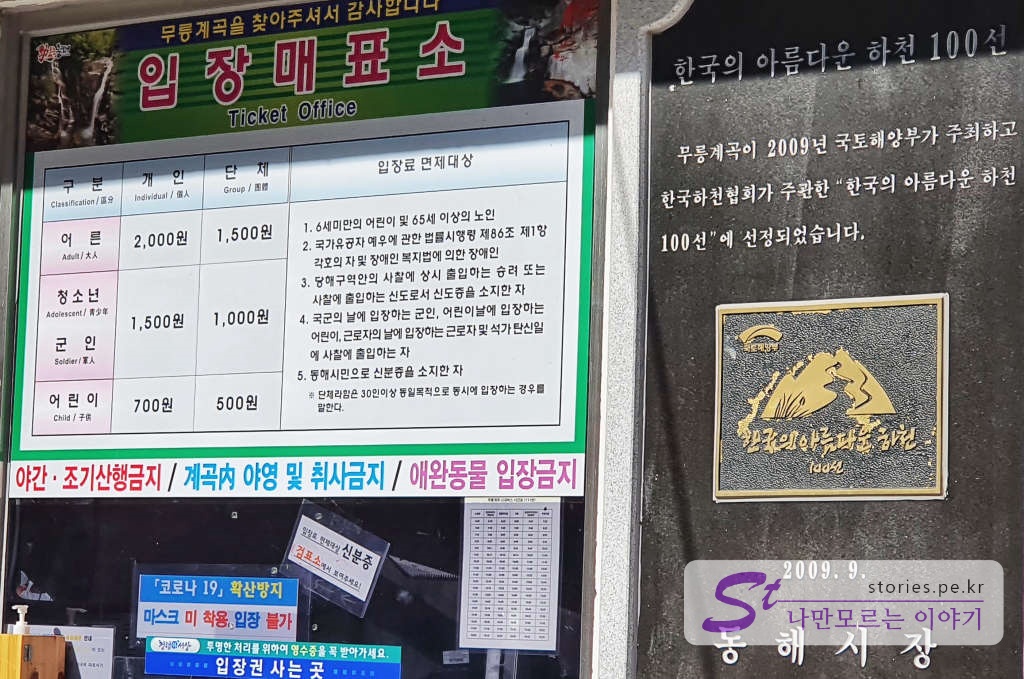 무릉계곡을 찾아주셔서 감사합니다
입장매표소
Ticket Office
구 분
Classification / 區分
개 인
Individual / 個人
단 체
Group / 團體
입장료 면제대상
어 른
Adult / 大人
2,000원
1,500원
청소년
Adolescent / 靑少年
군 인
Soldier / 軍人
1,500원
1,000원
어린이
Child / 子供
700원
500원
1. 6세미만의 어린이 및 65세 이상의 노인
2. 국가유공자 예우에 관한 법률시행령 제86조 제1항
각호의 자 및 장애인 복지법에 의한 장애인
3. 당해구역안의 사찰에 상시 출입하는 승려 또는
사찰에 출입하는 신도로서 신도증을 소지한 자
4. 국군의 날에 입장하는 군인, 어린이날에 입장하는
어린이, 근로자의 날에 입장하는 근로자 및 석가 탄신일
에 사찰에 출입하는 자
5. 동해시민으로 신분증을 소지한 자
※ 단체라함은 30인이상 동일목적으로 동시에 입장하는 경우를
말한다.
야간 · 조기산행금지 / 계곡內 야영 및 취사금지 / 애완동물 입장금지
입장료 면제대상 신분증
검표소에서 보여주세요!
「코로나 19」 확산방지
마스크 미 착용, 입장 불가
투명한 처리를 위하여 영수증을 꼭 받아가세요.
입장권 사는 곳
한국의 아름다운 하천 100선
무릉계곡이 2009년 국토해양부가 주최하고
한국하천협회가 주관한 "한국의 아름다운 하천
100선"에 선정되었습니다.
국토해양부
한국의아름다운하천
100선
2009. 9.
동해시장
St
stories.pe.kr
나만모르는 이야기